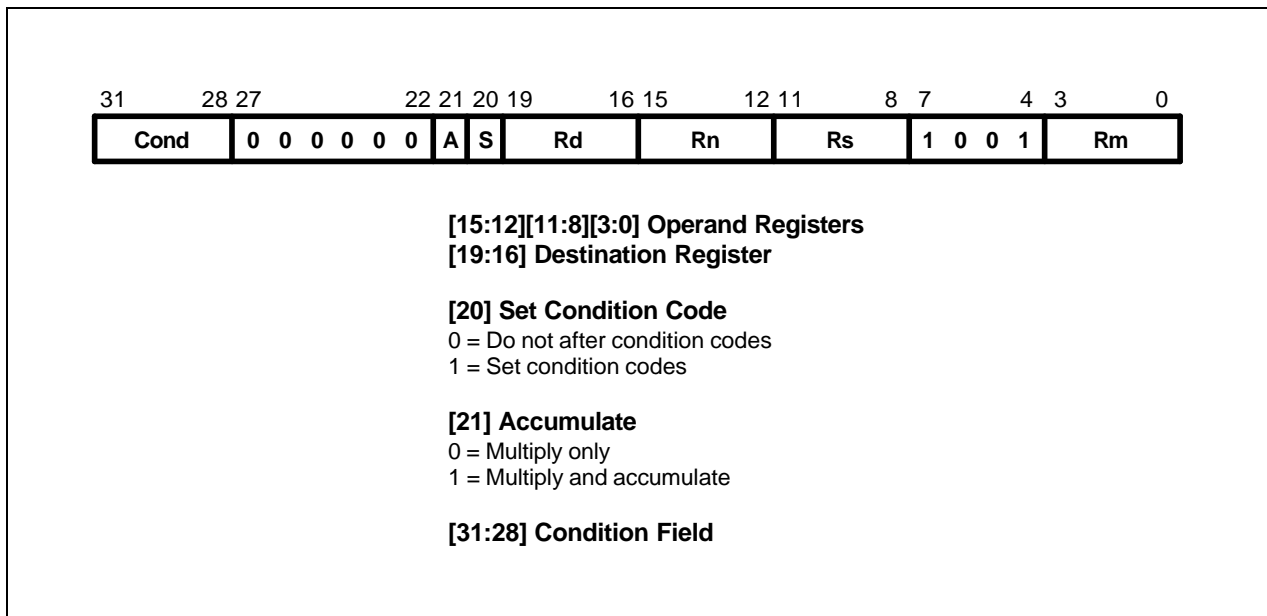 31 28 27 22 21 20 19 16 15 12 11 8 7 4 3 0
Cond 0 0 0 0 0 0 A S Rd Rn Rs 1 0 0 1 Rm
[15:12][11:8][3:0] Operand Registers
[19:16] Destination Register
[20] Set Condition Code
0 = Do not after condition codes
1 = Set condition codes
[21] Accumulate
0 = Multiply only
1 = Multiply and accumulate
[31:28] Condition Field